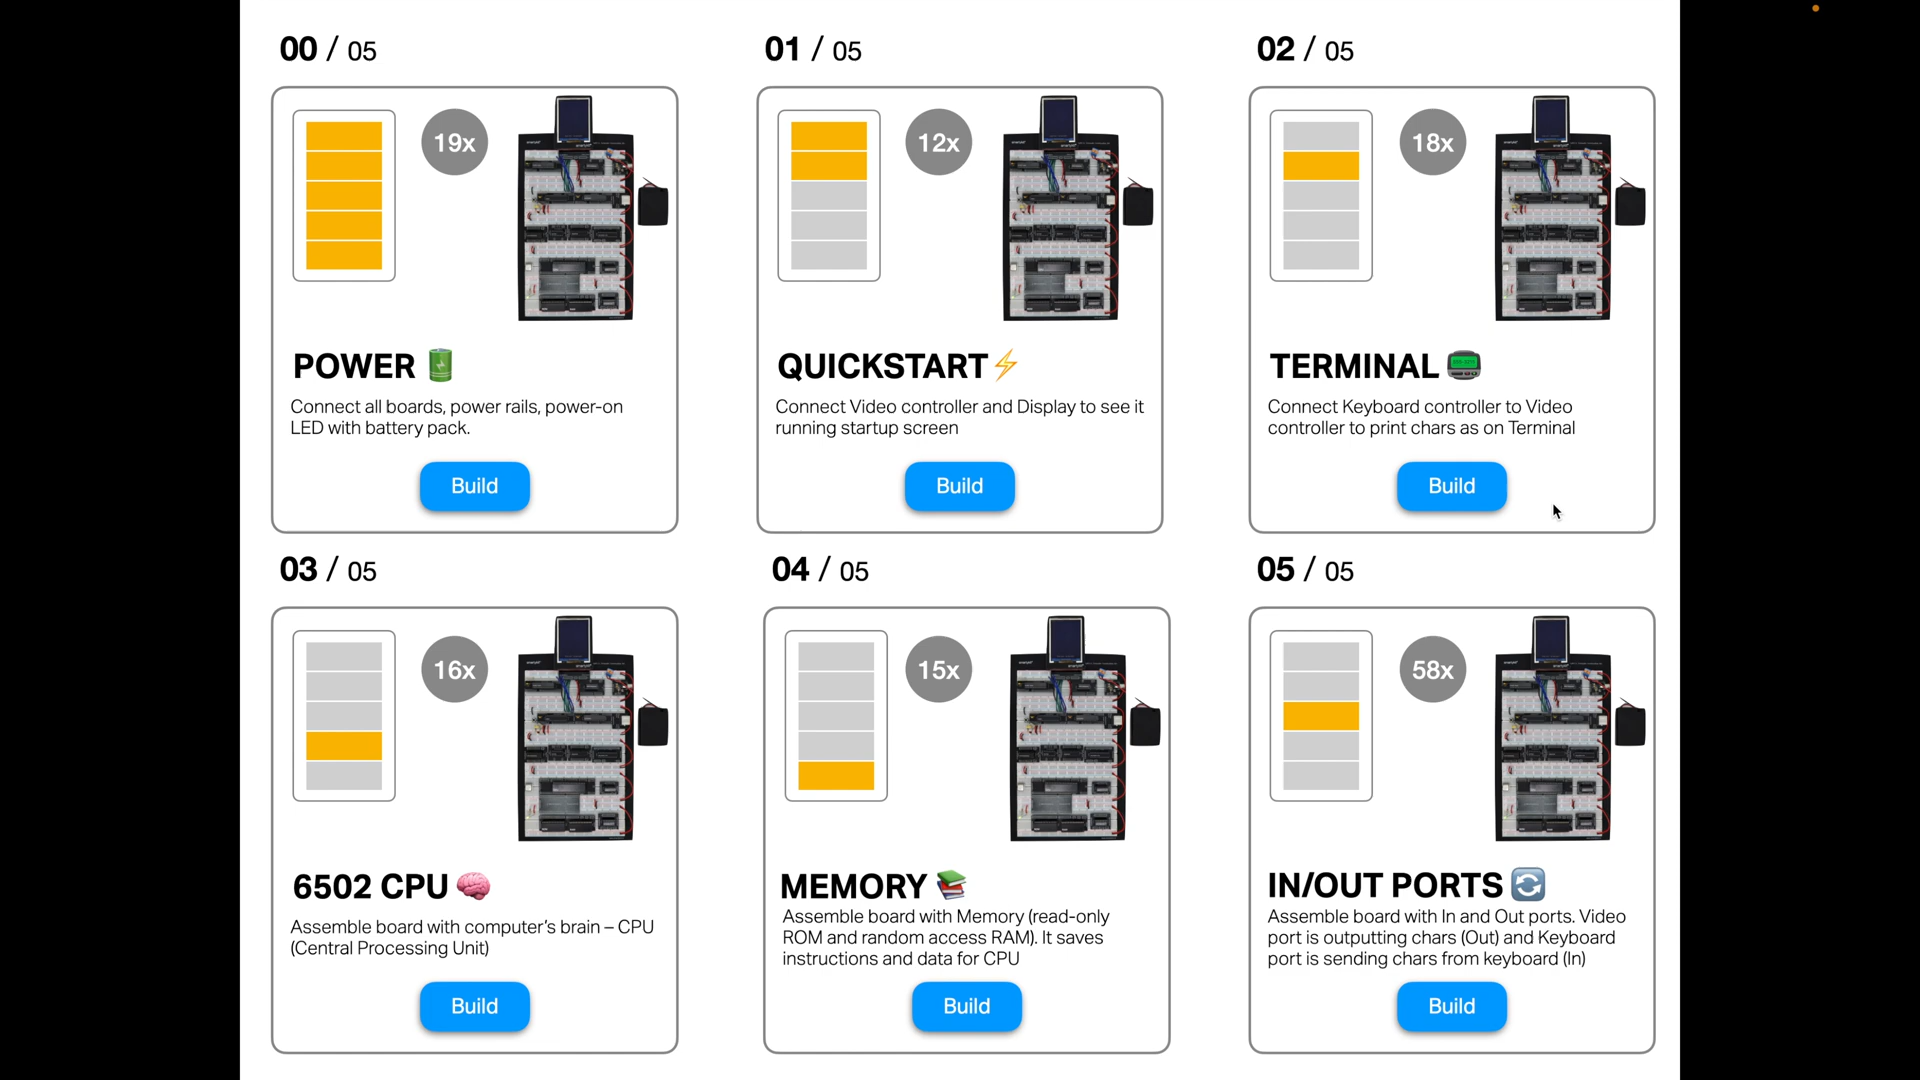 00 / 05
19x
POWER
Connect all boards, power rails, power-on
LED with battery pack.
Build
01 / 05
12x
QUICKSTART
Connect Video controller and Display to see it
running startup screen
Build
02 / 05
18x
TERMINAL
Connect Keyboard controller to Video
controller to print chars as on Terminal
Build
03 / 05
16x
6502 CPU
Assemble board with computer's brain – CPU
(Central Processing Unit)
Build
04 / 05
15x
MEMORY
Assemble board with Memory (read-only
ROM and random access RAM). It saves
instructions and data for CPU
Build
05 / 05
58x
IN/OUT PORTS
Assemble board with In and Out ports. Video
port is outputting chars (Out) and Keyboard
port is sending chars from keyboard (In)
Build